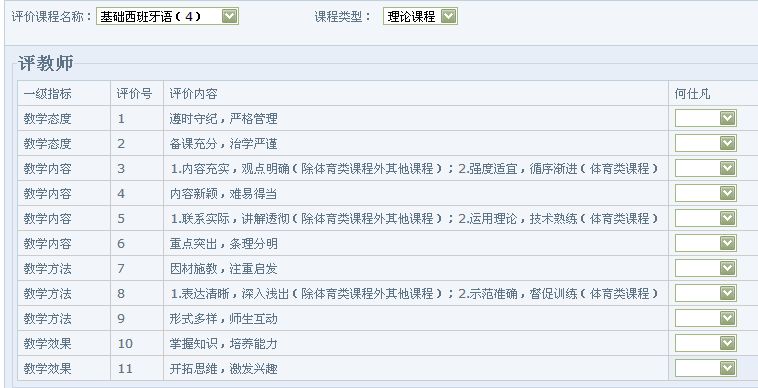 评价课程名称： 基础西班牙语（4） 课程类型： 理论课程
评教师
一级指标 评价号 评价内容 何仕凡
教学态度 1 遵时守纪，严格管理
教学态度 2 备课充分，治学严谨
教学内容 3 1.内容充实，观点明确（除体育类课程外其他课程）；2.强度适宜，循序渐进（体育类课程）
教学内容 4 内容新颖，难易得当
教学内容 5 1.联系实际，讲解透彻（除体育类课程外其他课程）；2.运用理论，技术熟练（体育类课程）
教学内容 6 重点突出，条理分明
教学方法 7 因材施教，注重启发
教学方法 8 1.表达清晰，深入浅出（除体育类课程外其他课程）；2.示范准确，督促训练（体育类课程）
教学方法 9 形式多样，师生互动
教学效果 10 掌握知识，培养能力
教学效果 11 开拓思维，激发兴趣